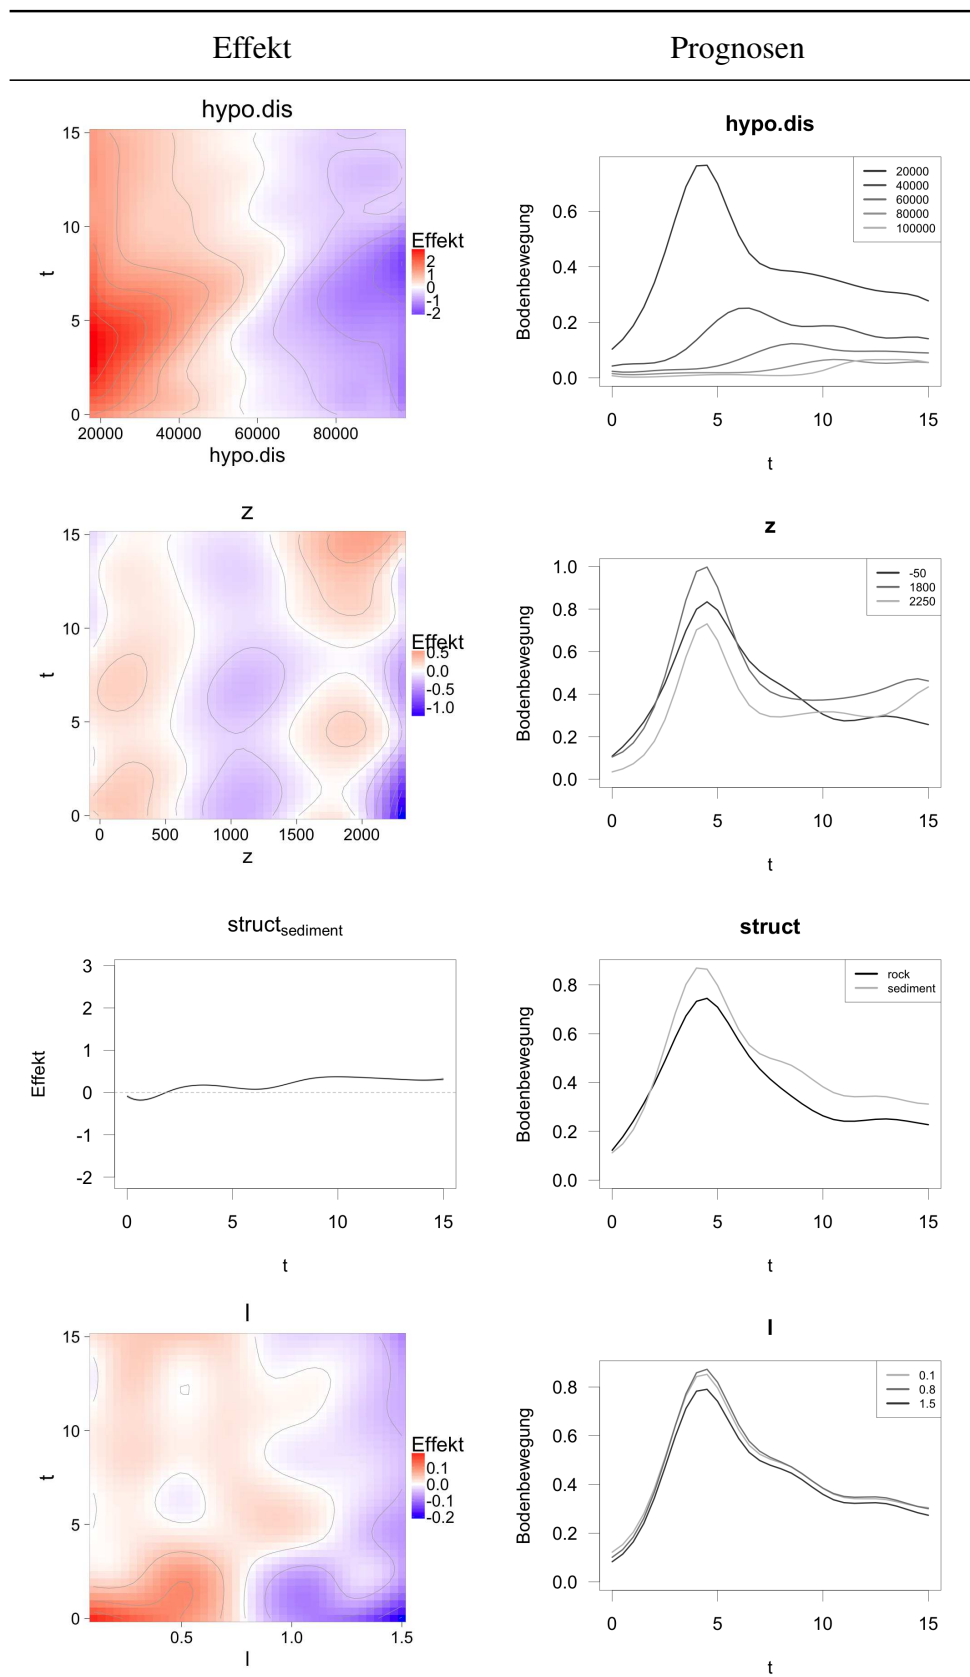 Effekt Prognosen
hypo.dis
t
15
10
5
0
20000 40000 60000 80000
hypo.dis
Effekt
2
1
0
-1
-2
hypo.dis
Bodenbewegung
0.6
0.4
0.2
0.0
20000
40000
60000
80000
100000
0 5 10 15
t
z
t
15
10
5
0
0 500 1000 1500 2000
z
Effekt
0.5
0.0
-0.5
-1.0
z
Bodenbewegung
1.0
0.8
0.6
0.4
0.2
0.0
-50
1800
2250
0 5 10 15
t
struct sediment
Effekt
3
2
1
0
-1
-2
0 5 10 15
t
struct
Bodenbewegung
0.8
0.6
0.4
0.2
0.0
rock
sediment
0 5 10 15
t
l
t
15
10
5
0
0.5 1.0 1.5
l
Effekt
0.1
0.0
-0.1
-0.2
l
Bodenbewegung
0.8
0.6
0.4
0.2
0.0
0.1
0.8
1.5
0 5 10 15
t